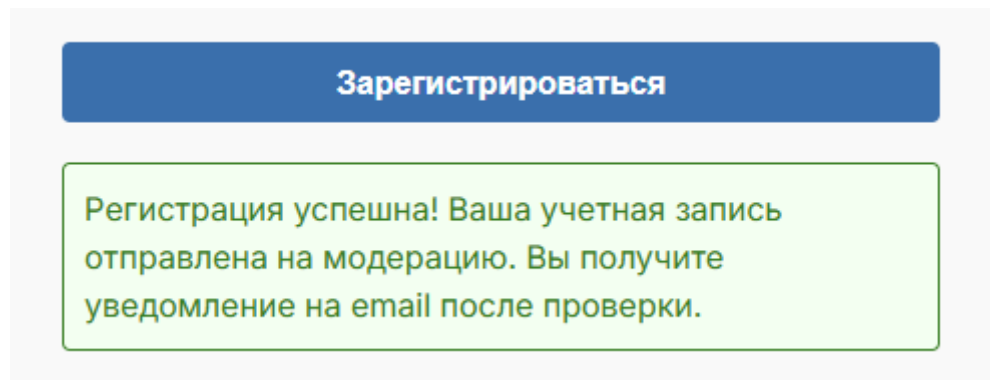 Зарегистрироваться
Регистрация успешна! Ваша учетная запись
отправлена на модерацию. Вы получите
уведомление на email после проверки.